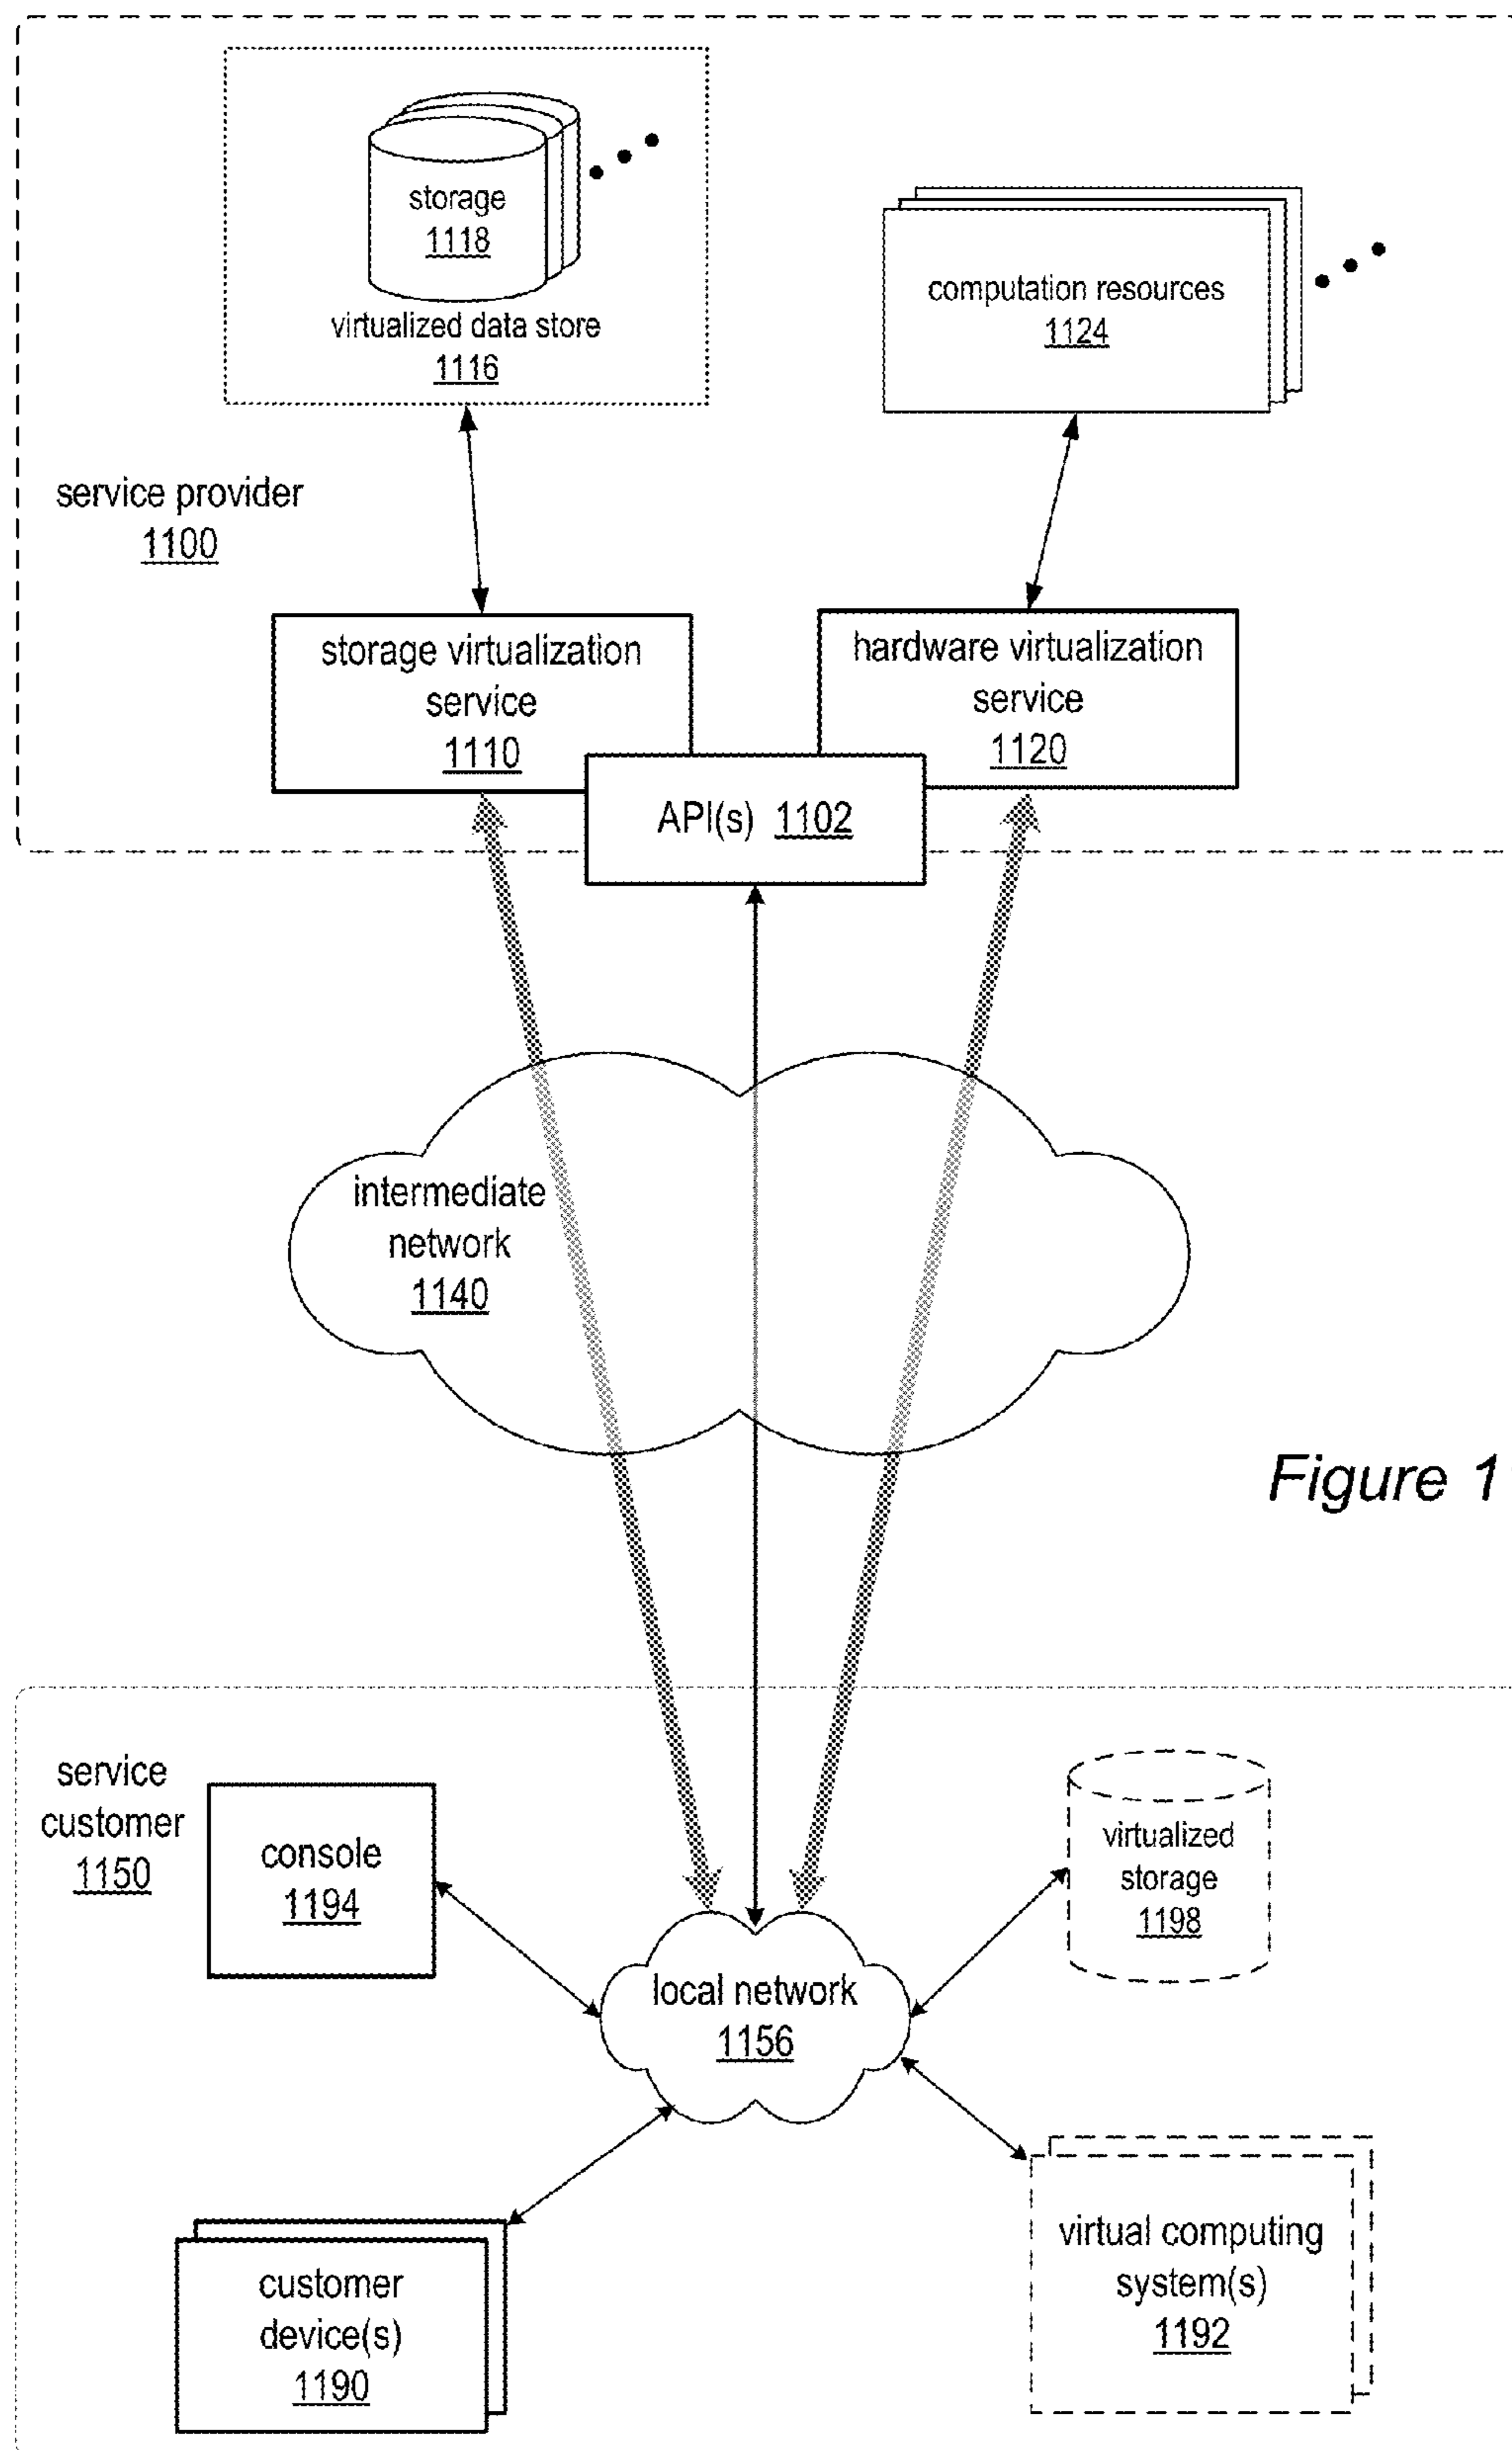 storage
1118
virtualized data store
1116
computation resources
1124
service provider
1100
storage virtualization
service
1110
hardware virtualization
service
1120
API(s) 1102
intermediate
network
1140
Figure 1
service
customer
1150
console
1194
virtualized
storage
1198
local network
1156
customer
device(s)
1190
virtual computing
system(s)
1192